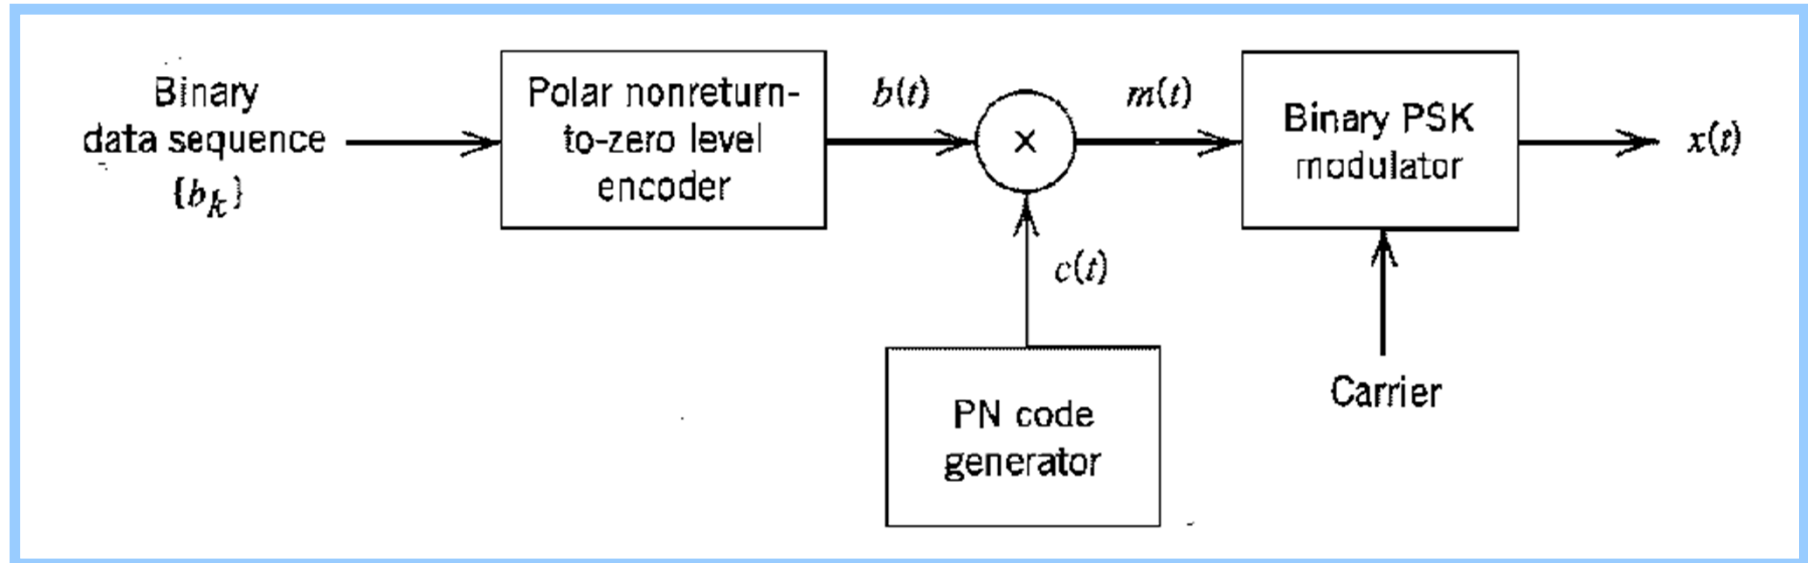 Binary
data sequence
{bₖ}
Polar nonreturn-
to-zero level
encoder
b(t)
×
m(t)
Binary PSK
modulator
x(t)
c(t)
PN code
generator
Carrier